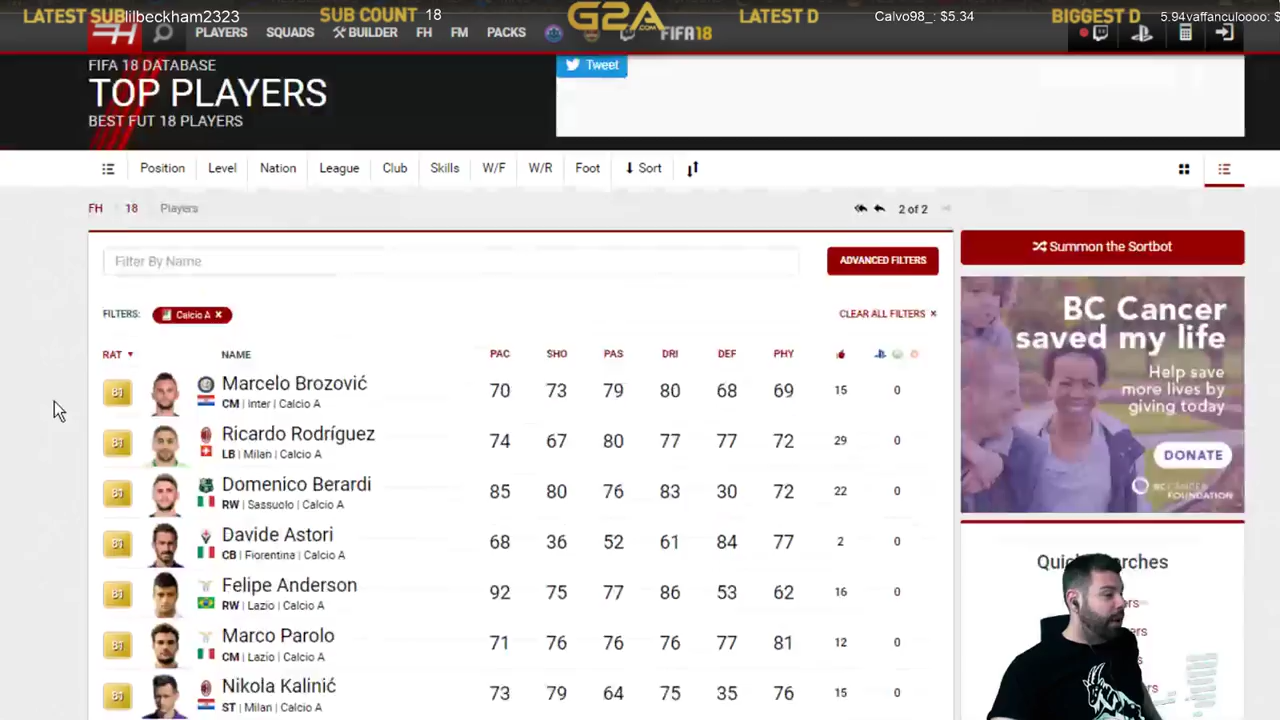 LATEST SUB lilbeckham2323 SUB COUNT 18 G2A .COM LATEST D Calvo98_: $5.34 BIGGEST D 5.94vaffanculoooo: $
PLAYERS SQUADS BUILDER FH FM PACKS FIFA18
FIFA 18 DATABASE
TOP PLAYERS
BEST FUT 18 PLAYERS
Tweet
Position Level Nation League Club Skills W/F W/R Foot Sort
FH 18 Players 2 of 2
Filter By Name ADVANCED FILTERS
FILTERS: Calcio A × CLEAR ALL FILTERS ×
RAT NAME PAC SHO PAS DRI DEF PHY
81 Marcelo Brozović 70 73 79 80 68 69 15 0
CM | Inter | Calcio A
81 Ricardo Rodríguez 74 67 80 77 77 72 29 0
LB | Milan | Calcio A
81 Domenico Berardi 85 80 76 83 30 72 22 0
RW | Sassuolo | Calcio A
81 Davide Astori 68 36 52 61 84 77 2 0
CB | Fiorentina | Calcio A
81 Felipe Anderson 92 75 77 86 53 62 16 0
RW | Lazio | Calcio A
81 Marco Parolo 71 76 76 76 77 81 12 0
CM | Lazio | Calcio A
81 Nikola Kalinić 73 79 64 75 35 76 15 0
ST | Milan | Calcio A
Summon the Sortbot
BC Cancer
saved my life
Help save
more lives by
giving today
DONATE
BC CANCER
FOUNDATION